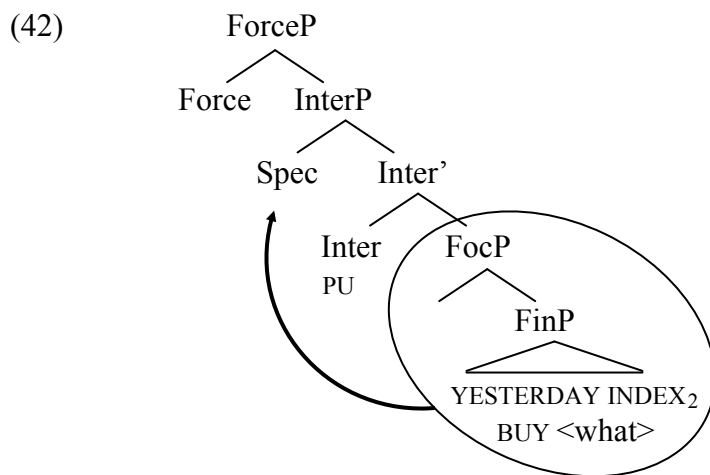 (42) ForceP
Force InterP
Spec Inter’
Inter FocP
PU
FinP
YESTERDAY INDEX₂
BUY <what>